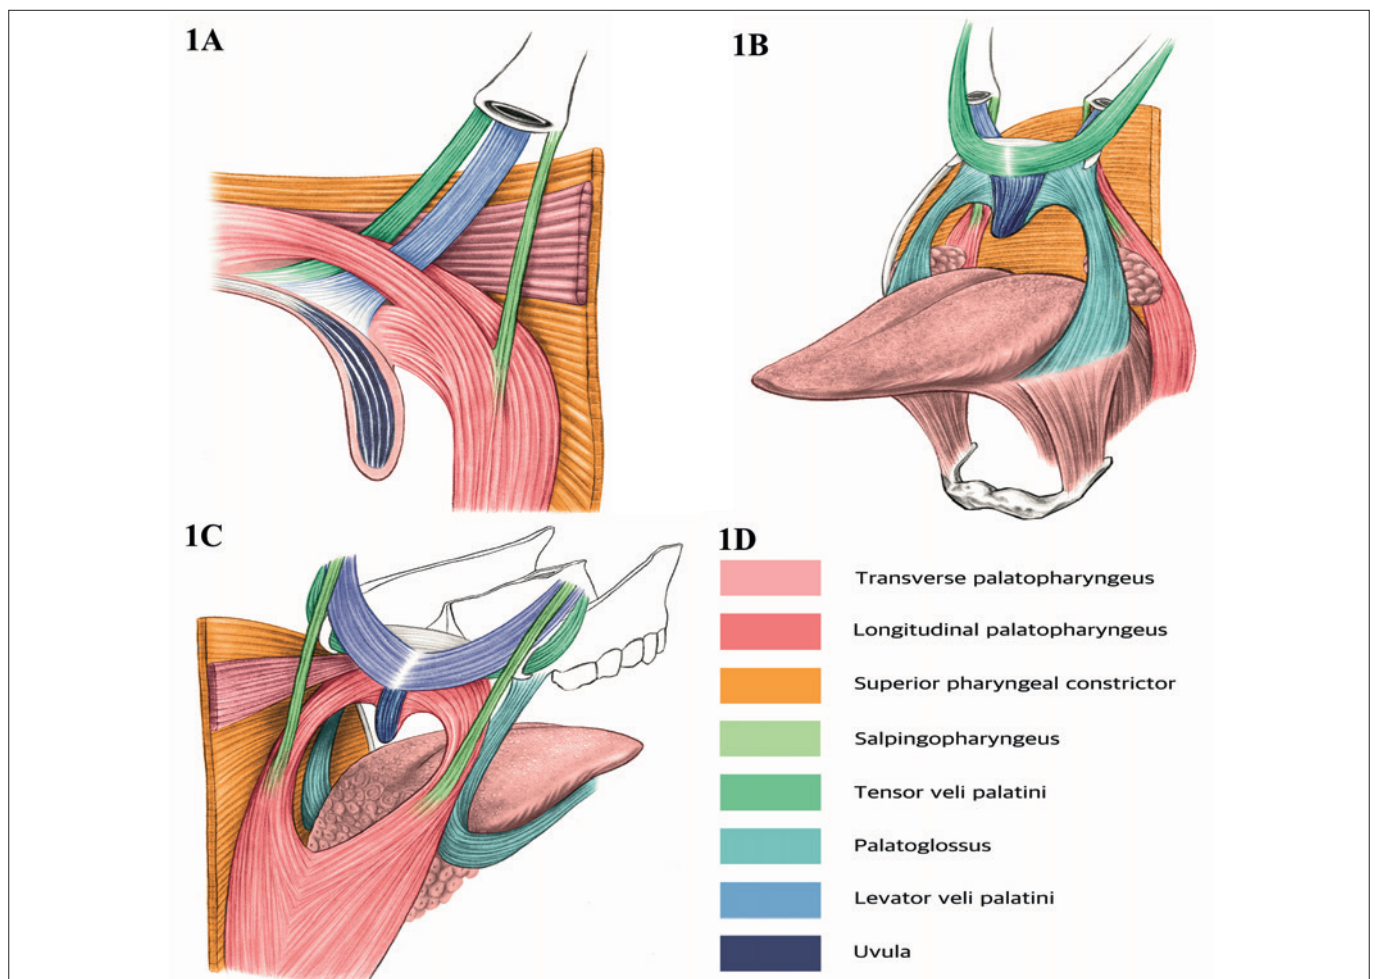 1A
1B
1C
1D
Transverse palatopharyngeus
Longitudinal palatopharyngeus
Superior pharyngeal constrictor
Salpingopharyngeus
Tensor veli palatini
Palatoglossus
Levator veli palatini
Uvula